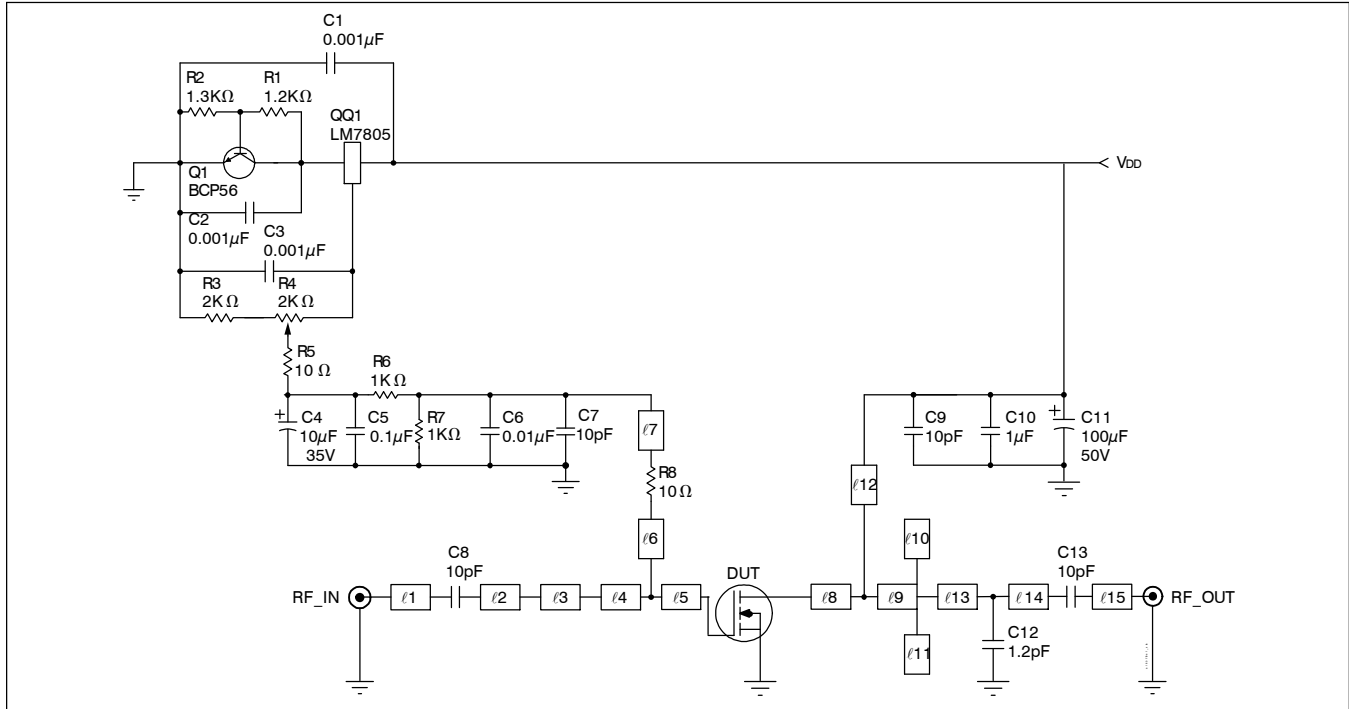 C1
0.001µF
R2
1.3KΩ
R1
1.2KΩ
QQ1
LM7805
Q1
BCP56
VDD
C2
0.001µF
C3
0.001µF
R3
2KΩ
R4
2KΩ
R5
10 Ω
R6
1KΩ
+
C4
10µF
35V
C5
0.1µF
R7
1KΩ
C6
0.01µF
C7
10pF
ℓ7
R8
10 Ω
ℓ6
C9
10pF
C10
1µF
+
C11
100µF
50V
ℓ12
ℓ10
RF_IN
ℓ1
C8
10pF
ℓ2
ℓ3
ℓ4
ℓ5
DUT
ℓ8
ℓ9
ℓ13
ℓ14
C13
10pF
ℓ15
RF_OUT
ℓ11
C12
1.2pF